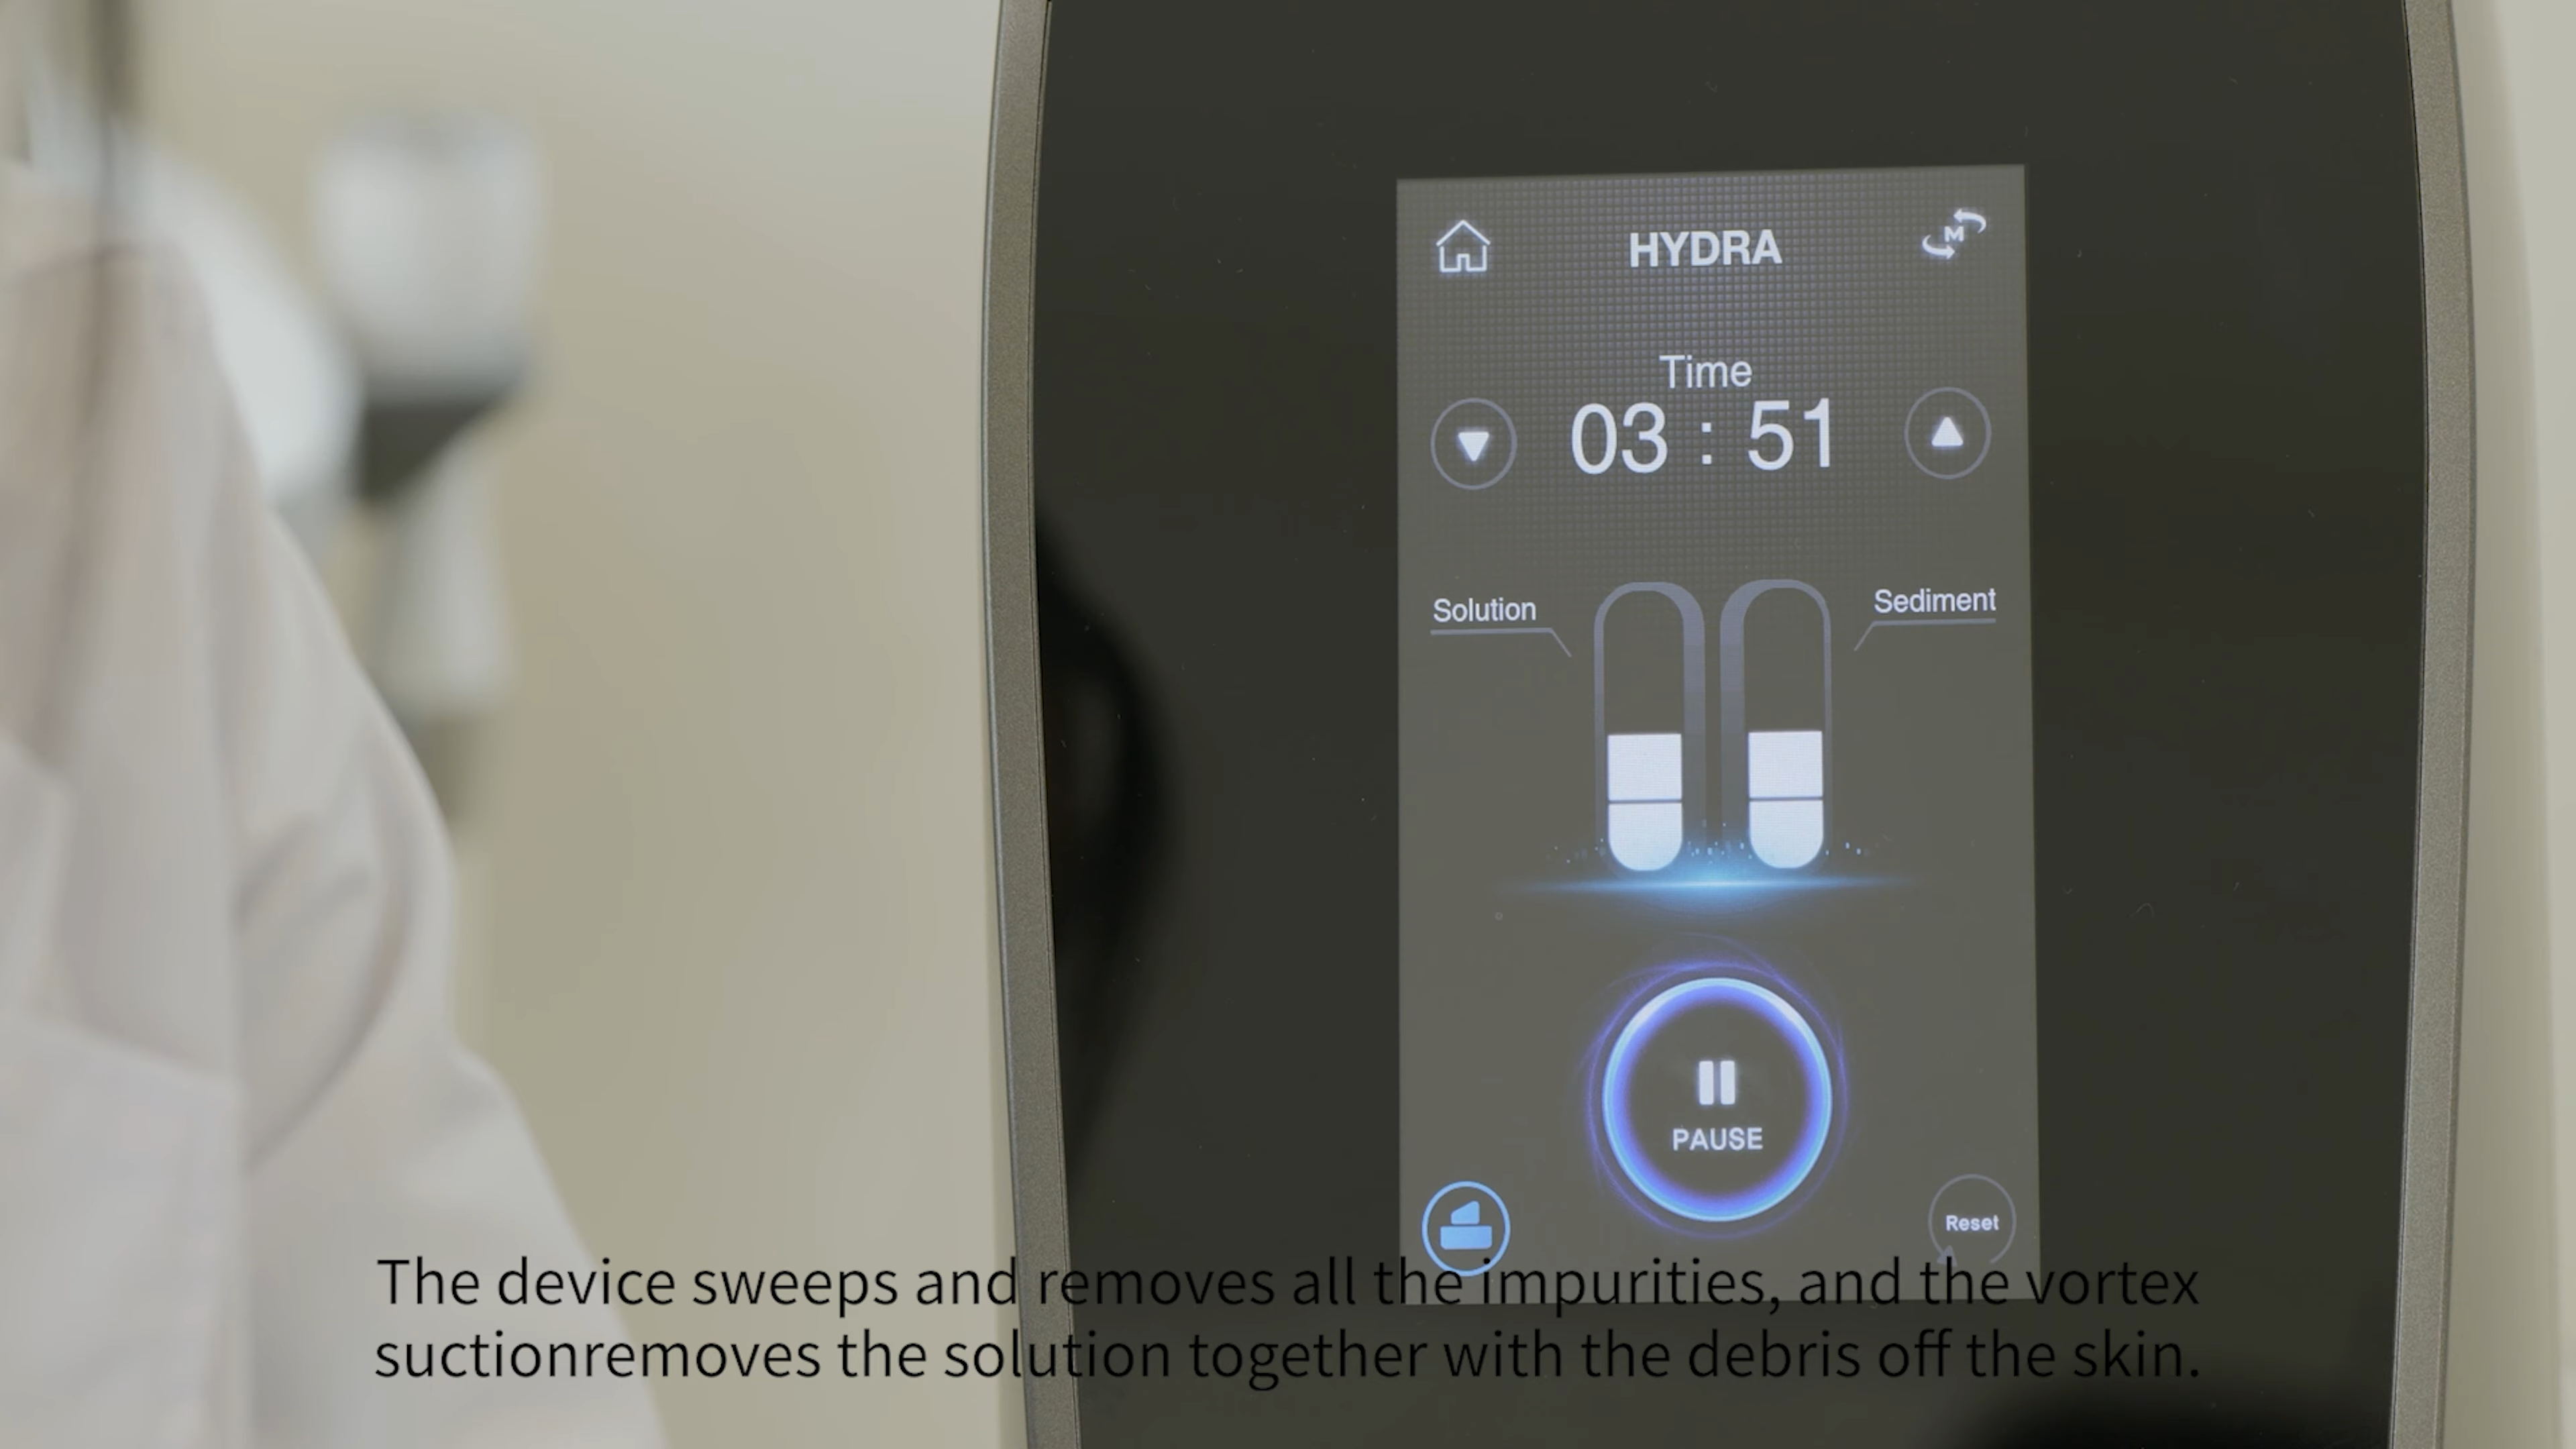 HYDRA
M
Time
03 : 51
Solution
Sediment
PAUSE
Reset
The device sweeps and removes all the impurities, and the vortex
suctionremoves the solution together with the debris off the skin.